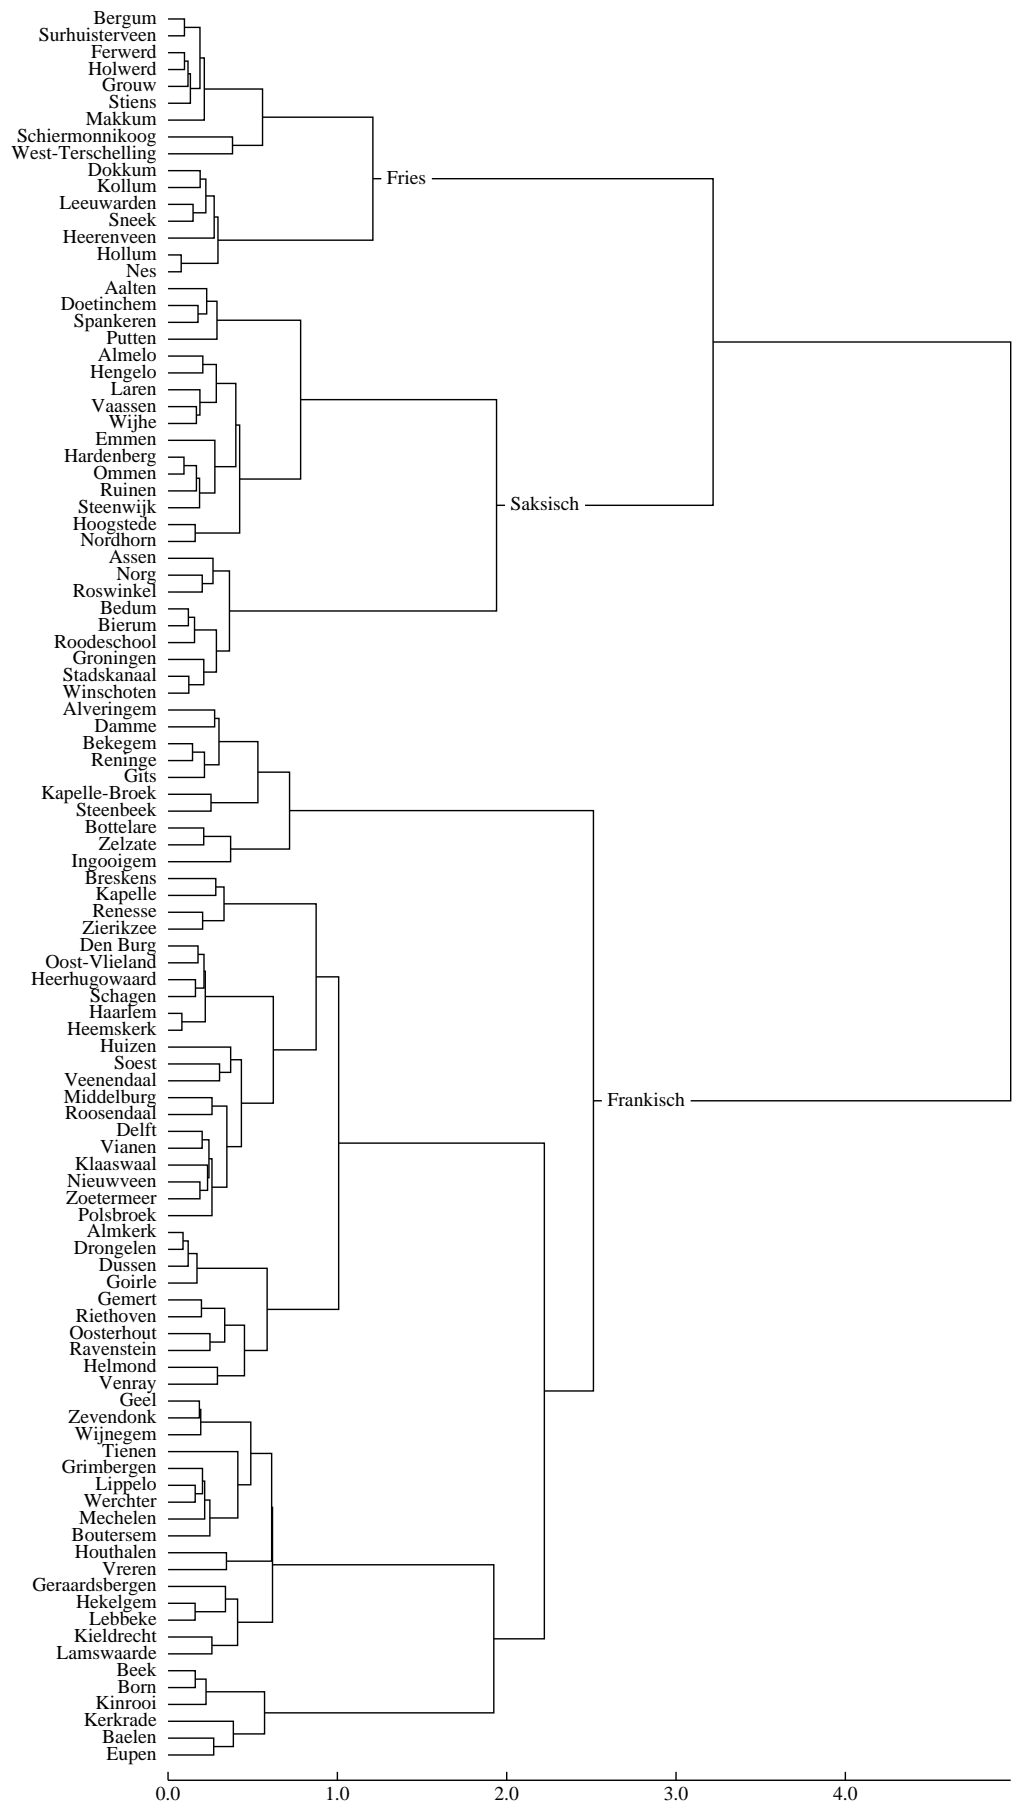 Bergum
Surhuisterveen
Ferwerd
Holwerd
Grouw
Stiens
Makkum
Schiermonnikoog
West-Terschelling
Dokkum
Fries
Kollum
Leeuwarden
Sneek
Heerenveen
Hollum
Nes
Aalten
Doetinchem
Spankeren
Putten
Almelo
Hengelo
Laren
Vaassen
Wijhe
Emmen
Hardenberg
Ommen
Ruinen
Steenwijk
Saksisch
Hoogstede
Nordhorn
Assen
Norg
Roswinkel
Bedum
Bierum
Roodeschool
Groningen
Stadskanaal
Winschoten
Alveringem
Damme
Bekegem
Reninge
Gits
Kapelle-Broek
Steenbeek
Bottelare
Zelzate
Ingooigem
Breskens
Kapelle
Renesse
Zierikzee
Den Burg
Oost-Vlieland
Heerhugowaard
Schagen
Haarlem
Heemskerk
Huizen
Soest
Veenendaal
Middelburg
Frankisch
Roosendaal
Delft
Vianen
Klaaswaal
Nieuwveen
Zoetermeer
Polsbroek
Almkerk
Drongelen
Dussen
Goirle
Gemert
Riethoven
Oosterhout
Ravenstein
Helmond
Venray
Geel
Zevendonk
Wijnegem
Tienen
Grimbergen
Lippelo
Werchter
Mechelen
Boutersem
Houthalen
Vreren
Geraardsbergen
Hekelgem
Lebbeke
Kieldrecht
Lamswaarde
Beek
Born
Kinrooi
Kerkrade
Baelen
Eupen
0.0 1.0 2.0 3.0 4.0